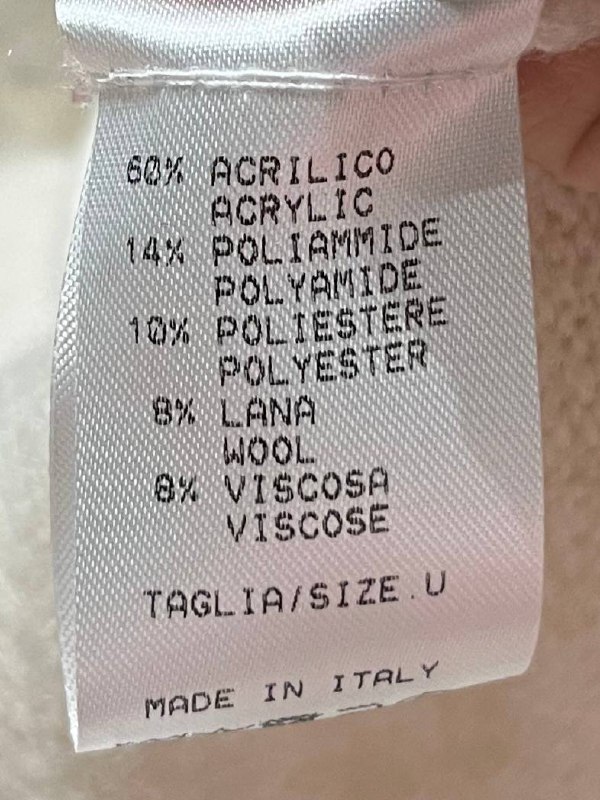 60% ACRILICO
ACRYLIC
14% POLIAMMIDE
POLYAMIDE
10% POLIESTERE
POLYESTER
8% LANA
WOOL
8% VISCOSA
VISCOSE
TAGLIA/SIZE.U
MADE IN ITALY